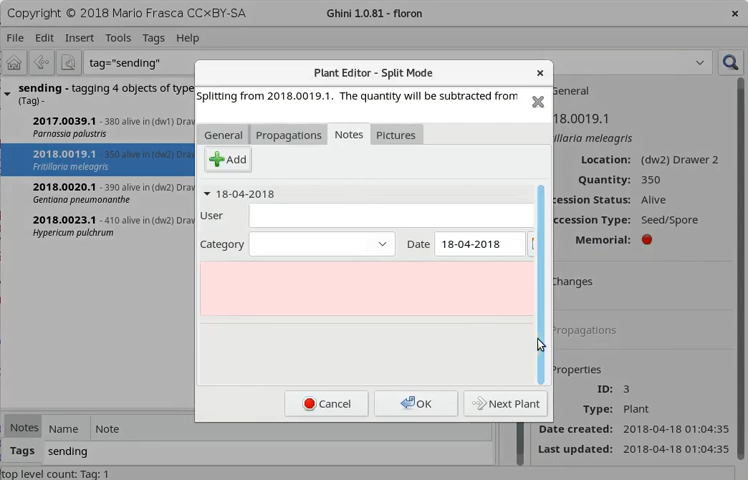 Copyright © 2018 Mario Frasca CC×BY-SA
Ghini 1.0.81 - floron
File Edit Insert Tools Tags Help
tag="sending"
sending - tagging 4 objects of type
(Tag) -
2017.0039.1 - 380 alive in (dw1) Draw
Parnassia palustris
2018.0019.1 - 350 alive in (dw2) Draw
Fritillaria meleagris
2018.0020.1 - 390 alive in (dw2) Draw
Gentiana pneumonanthe
2018.0023.1 - 410 alive in (dw2) Draw
Hypericum pulchrum
Plant Editor - Split Mode
Splitting from 2018.0019.1. The quantity will be subtracted from
General Propagations Notes Pictures
Add
18-04-2018
User
Category Date 18-04-2018
Cancel OK Next Plant
General
18.0019.1
illaria meleagris
Location: (dw2) Drawer 2
Quantity: 350
cession Status: Alive
ccession Type: Seed/Spore
Memorial:
Changes
Propagations
Properties
ID: 3
Type: Plant
Date created: 2018-04-18 01:04:35
Last updated: 2018-04-18 01:04:35
Notes Name Note
Tags sending
top level count: Tag: 1